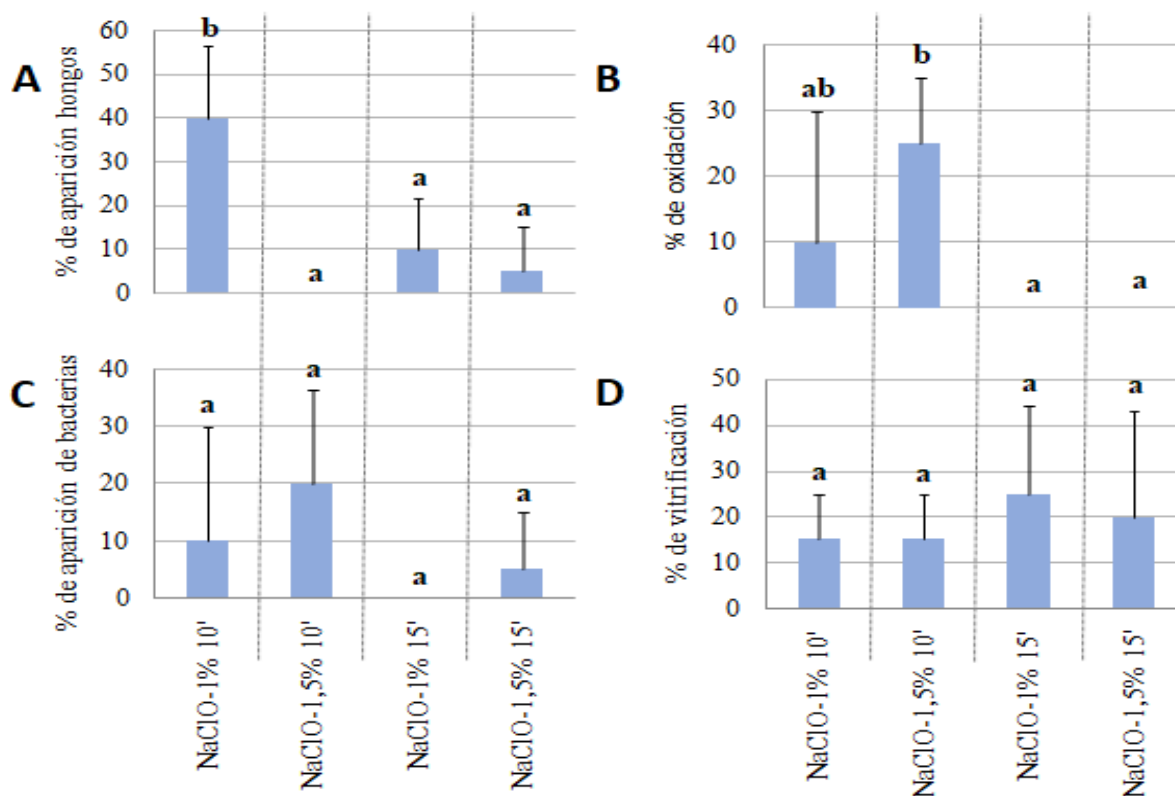 A
% de aparición hongos
60
50
40
30
20
10
0
b
a
a
a
B
% de oxidación
40
30
20
10
0
ab
b
a
a
C
% de aparición de bacterias
40
30
20
10
0
a
a
a
a
NaClO-1% 10'
NaClO-1,5% 10'
NaClO-1% 15'
NaClO-1,5% 15'
D
% de vitrificación
50
40
30
20
10
0
a
a
a
a
NaClO-1% 10'
NaClO-1,5% 10'
NaClO-1% 15'
NaClO-1,5% 15'